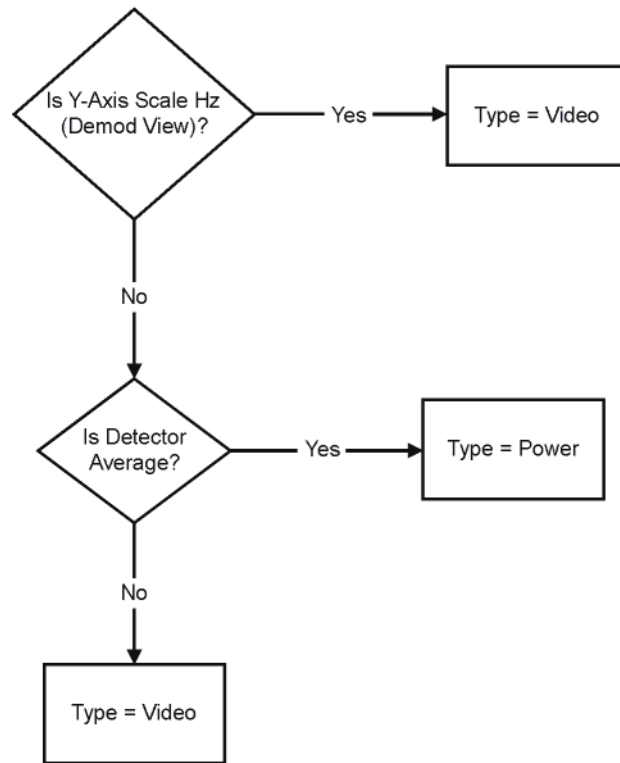 Is Y-Axis Scale Hz
(Demod View)?
Yes
Type = Video
No
Is Detector
Average?
Yes
Type = Power
No
Type = Video